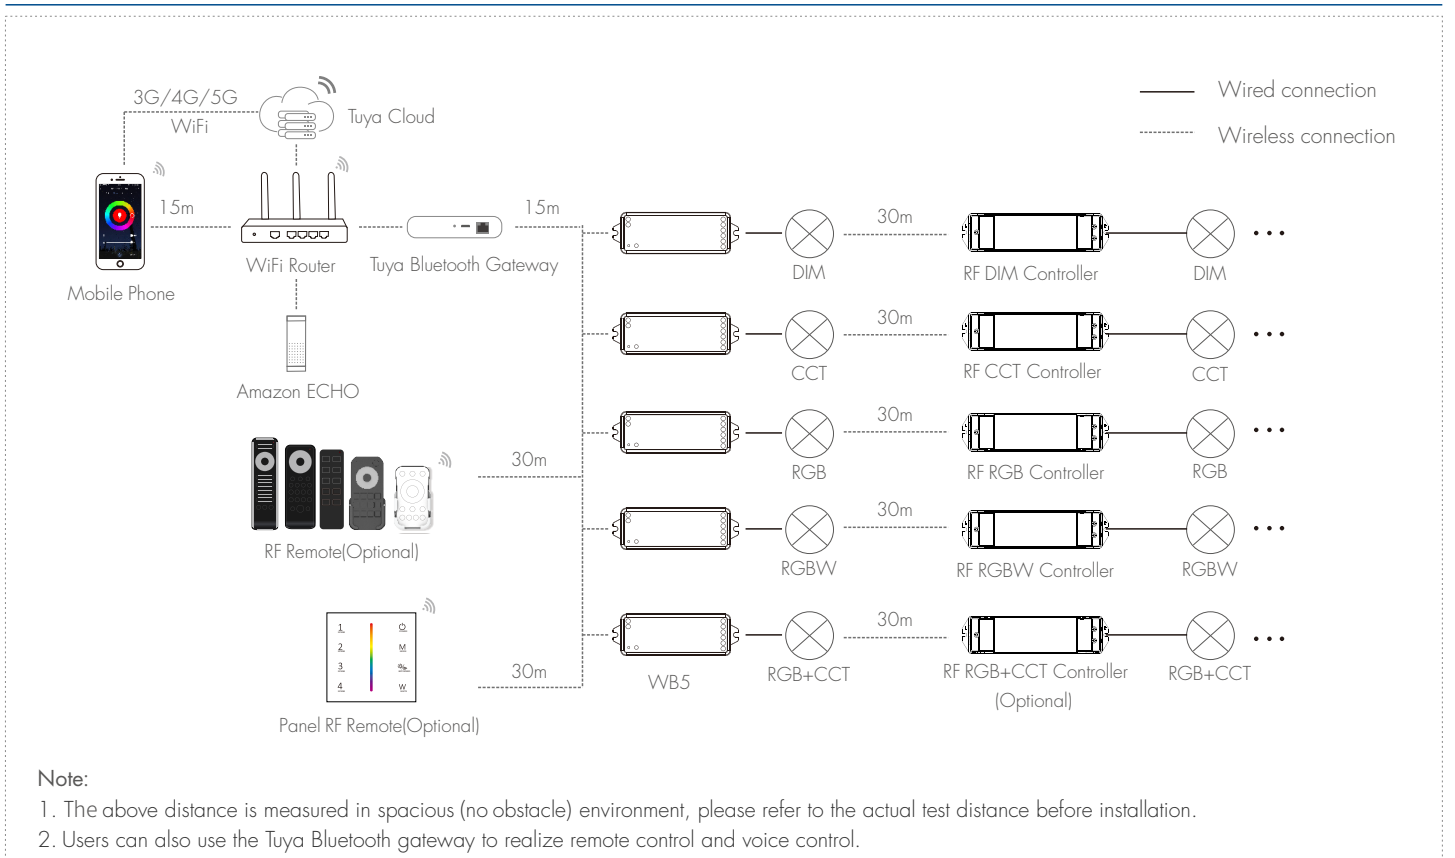 Wired connection
Wireless connection
3G/4G/5G
WiFi
Tuya Cloud
15m
WiFi Router
Tuya Bluetooth Gateway
15m
Mobile Phone
Amazon ECHO
DIM
30m
RF DIM Controller
DIM
CCT
30m
RF CCT Controller
CCT
RGB
30m
RF RGB Controller
RGB
RGBW
30m
RF RGBW Controller
RGBW
WB5
RGB+CCT
30m
RF RGB+CCT Controller
(Optional)
RGB+CCT
30m
RF Remote(Optional)
1
2
3
4
M
W
30m
Panel RF Remote(Optional)
Note:
1. The above distance is measured in spacious (no obstacle) environment, please refer to the actual test distance before installation.
2. Users can also use the Tuya Bluetooth gateway to realize remote control and voice control.